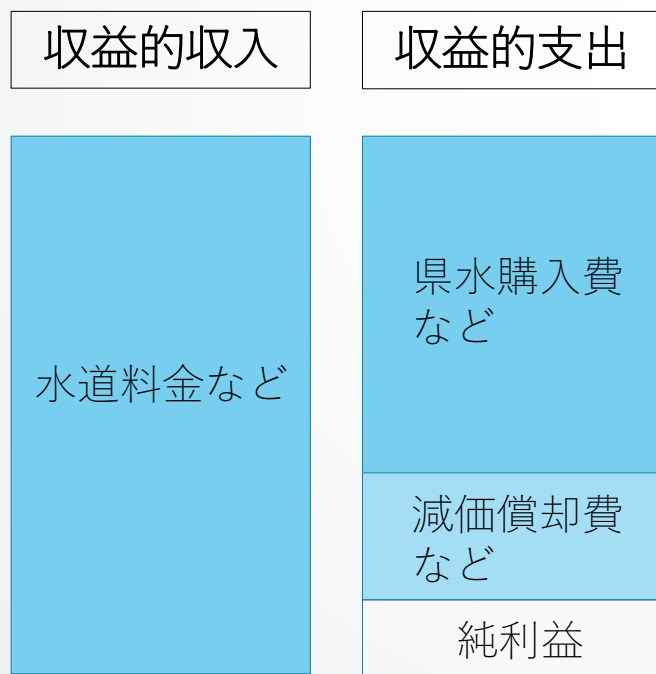 収益的収入
収益的支出
水道料金など
県水購入費
など
減価償却費
など
純利益